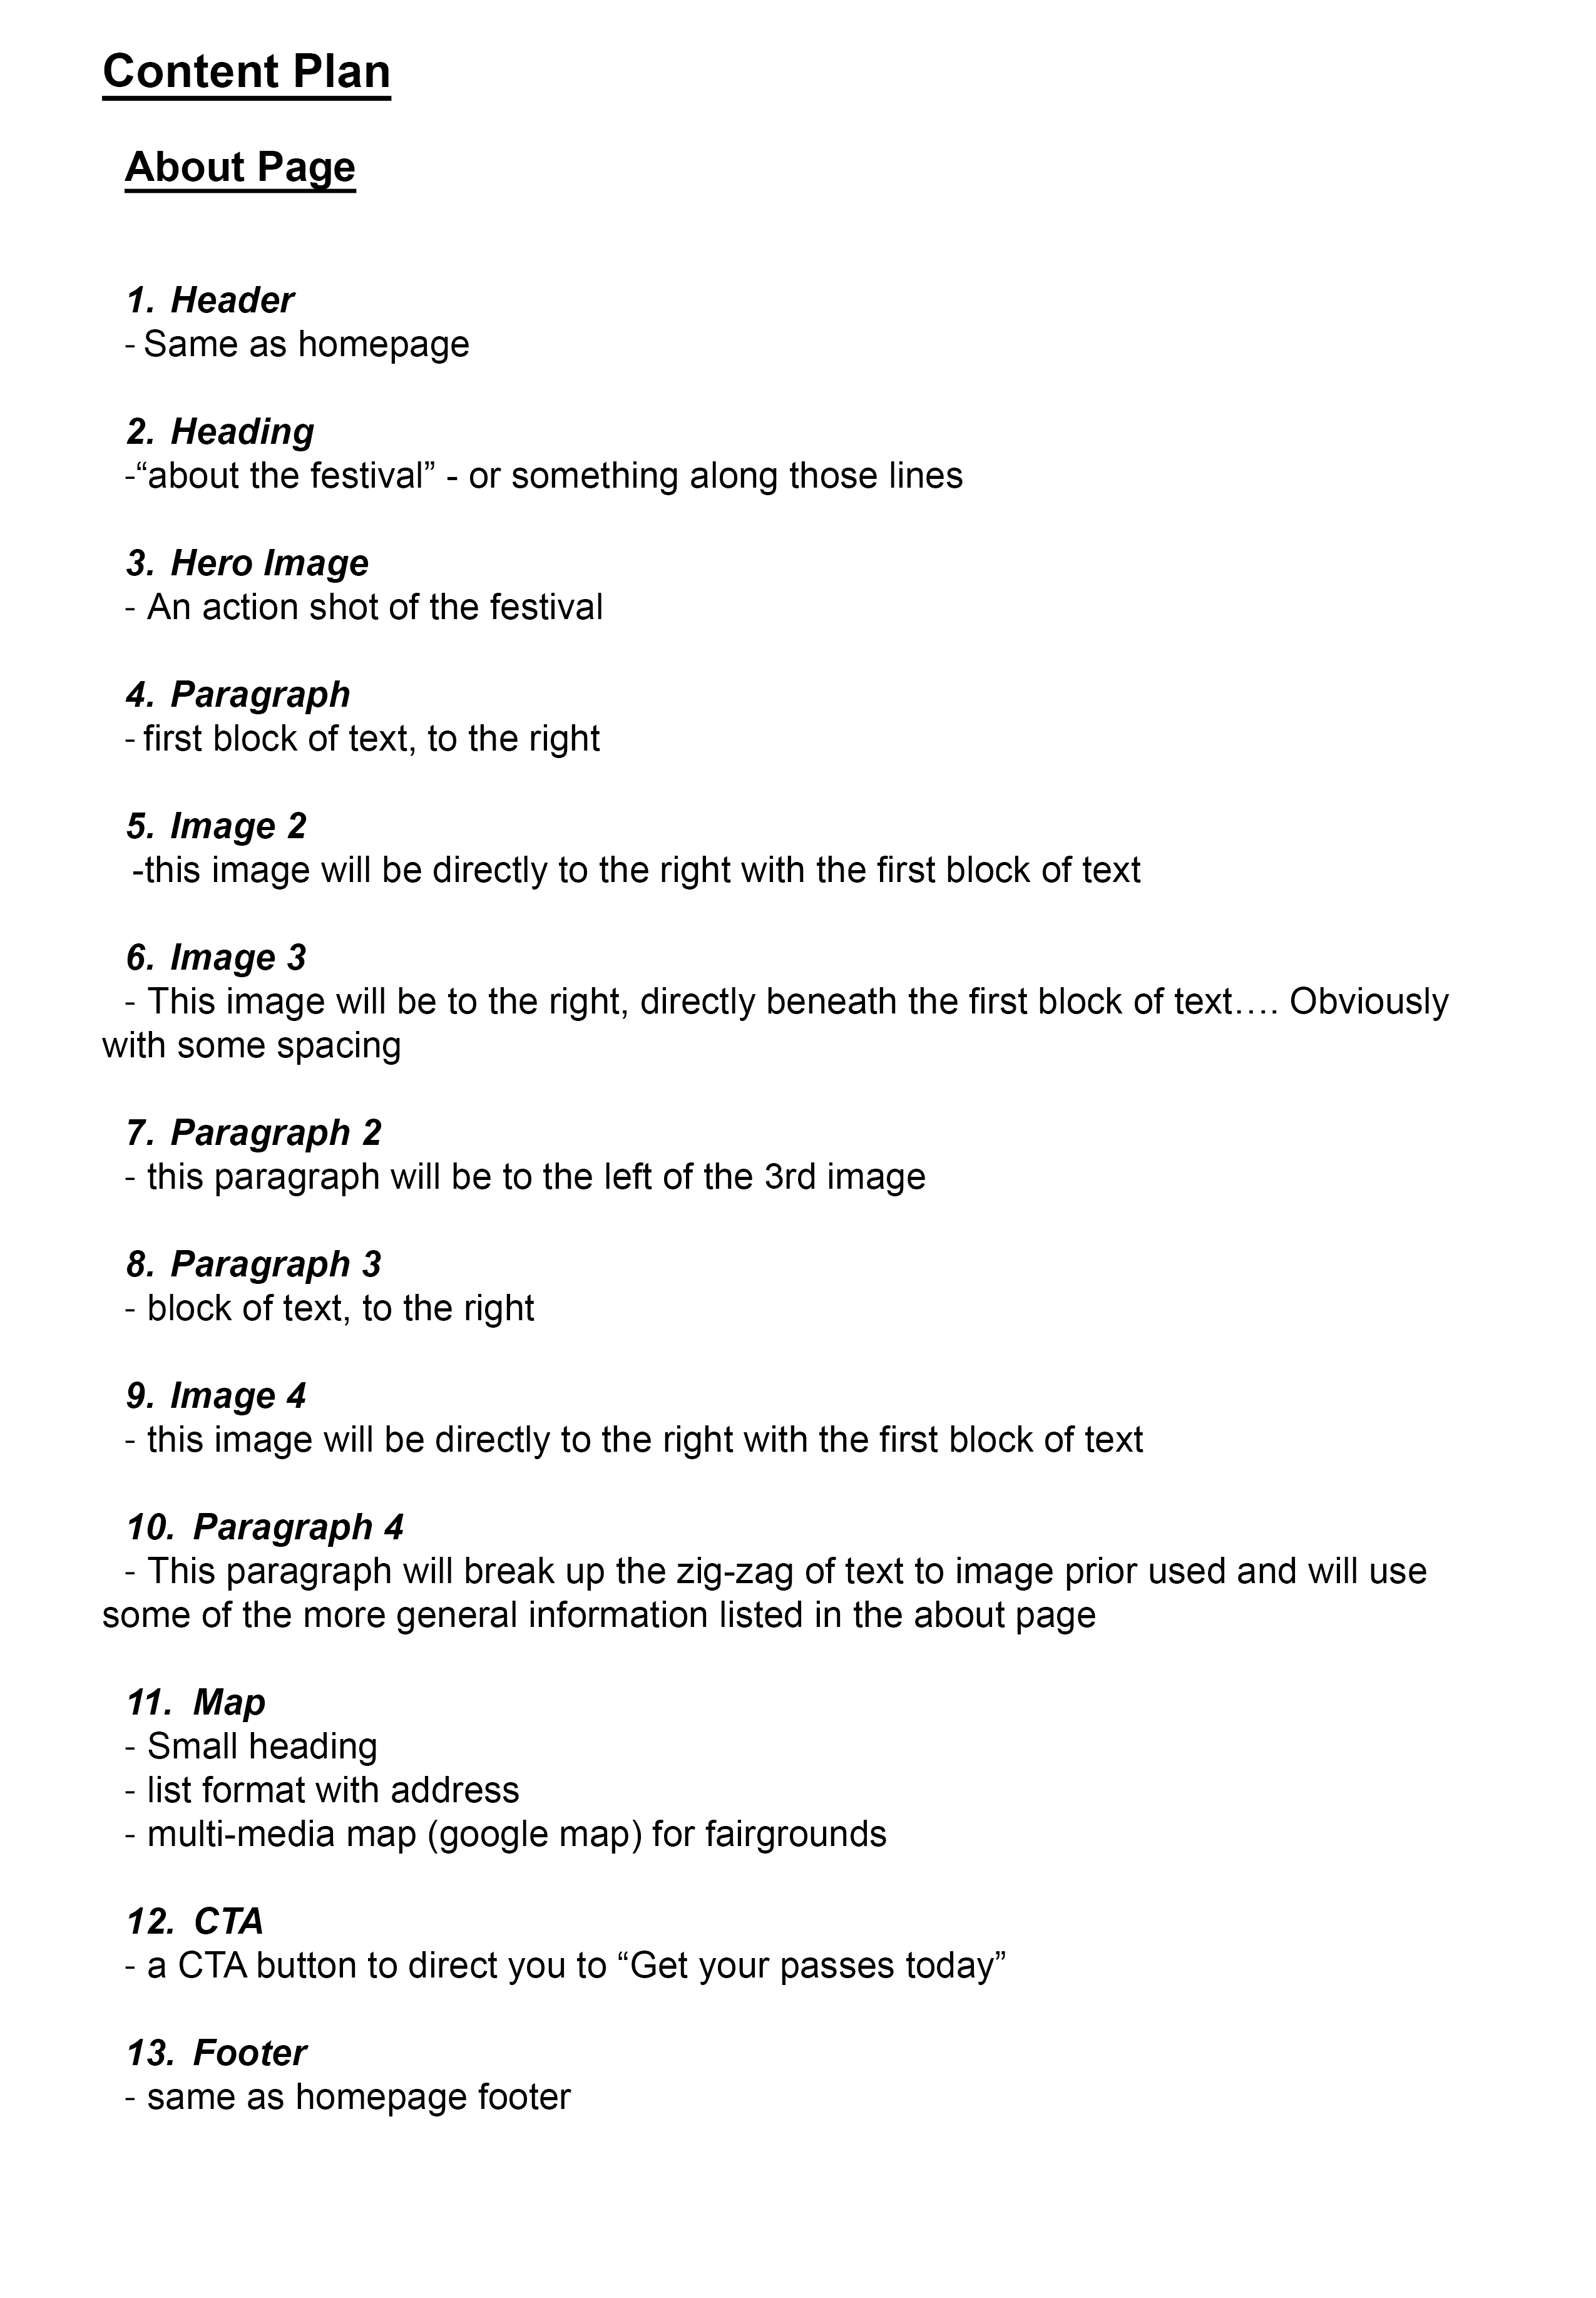 Content Plan
About Page
1. Header
- Same as homepage
2. Heading
-“about the festival” - or something along those lines
3. Hero Image
- An action shot of the festival
4. Paragraph
- first block of text, to the right
5. Image 2
-this image will be directly to the right with the first block of text
6. Image 3
- This image will be to the right, directly beneath the first block of text…. Obviously
with some spacing
7. Paragraph 2
- this paragraph will be to the left of the 3rd image
8. Paragraph 3
- block of text, to the right
9. Image 4
- this image will be directly to the right with the first block of text
10. Paragraph 4
- This paragraph will break up the zig-zag of text to image prior used and will use
some of the more general information listed in the about page
11. Map
- Small heading
- list format with address
- multi-media map (google map) for fairgrounds
12. CTA
- a CTA button to direct you to “Get your passes today”
13. Footer
- same as homepage footer